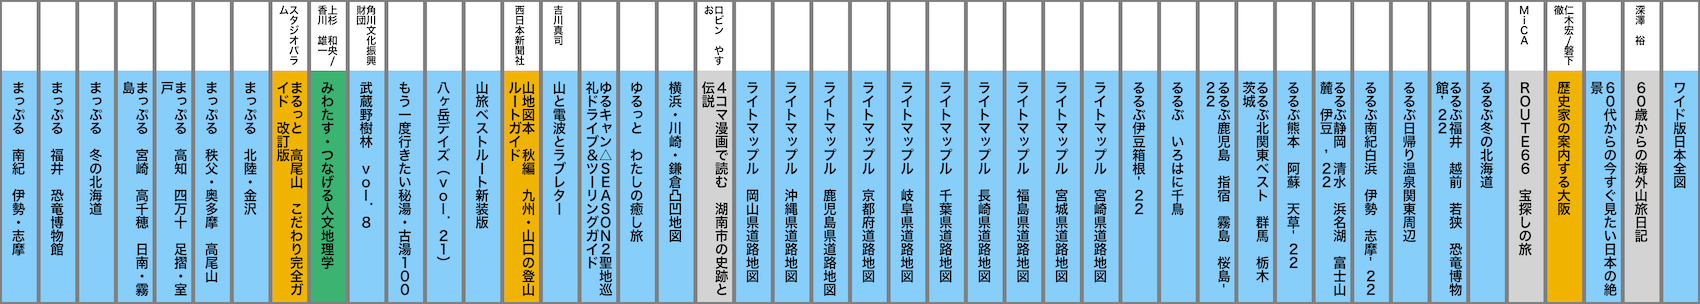 ワイド版日本全図
深澤　裕
６０歳からの海外山旅日記
６０代からの今すぐ見たい日本の絶
景
仁木宏/磐下
徹
歴史家の案内する大阪
ＭｉＣＡ
ＲＯＵＴＥ６６　宝探しの旅
るるぶ冬の北海道
るるぶ福井　越前　若狭　恐竜博物
館’２２
るるぶ日帰り温泉関東周辺
るるぶ南紀白浜　伊勢　志摩’２２
るるぶ静岡　清水　浜名湖　富士山
麓　伊豆’２２
るるぶ熊本　阿蘇　天草’２２
るるぶ北関東ベスト　群馬　栃木
茨城
るるぶ鹿児島　指宿　霧島　桜島’
２２
るるぶ　いろはに千鳥
るるぶ伊豆箱根’２２
ライトマップル　宮崎県道路地図
ライトマップル　宮城県道路地図
ライトマップル　福島県道路地図
ライトマップル　長崎県道路地図
ライトマップル　千葉県道路地図
ライトマップル　岐阜県道路地図
ライトマップル　京都府道路地図
ライトマップル　鹿児島県道路地図
ライトマップル　沖縄県道路地図
ライトマップル　岡山県道路地図
ロビン　やす
お
４コマ漫画で読む　湖南市の史跡と
伝説
横浜・川崎・鎌倉凸凹地図
ゆるっと　わたしの癒し旅
ゆるキャン△ＳＥＡＳＯＮ２聖地巡
礼ドライブ＆ツーリングガイド
吉川真司
山と電波とラブレター
西日本新聞社
山地図本　秋編　九州・山口の登山
ルートガイド
山旅ベストルート新装版
八ヶ岳デイズ（ｖｏｌ．２１）
もう一度行きたい秘湯・古湯１００
角川文化振興
財団
武蔵野樹林　ｖｏｌ．８
上杉　和央/
香川　雄一
みわたす・つなげる人文地理学
スタジオパラ
ム
まるっと　高尾山　こだわり完全ガ
イド　改訂版
まっぷる　北陸・金沢
まっぷる　秩父・奥多摩　高尾山
まっぷる　高知　四万十　足摺・室
戸
まっぷる　宮崎　高千穂　日南・霧
島
まっぷる　冬の北海道
まっぷる　福井　恐竜博物館
まっぷる　南紀　伊勢・志摩